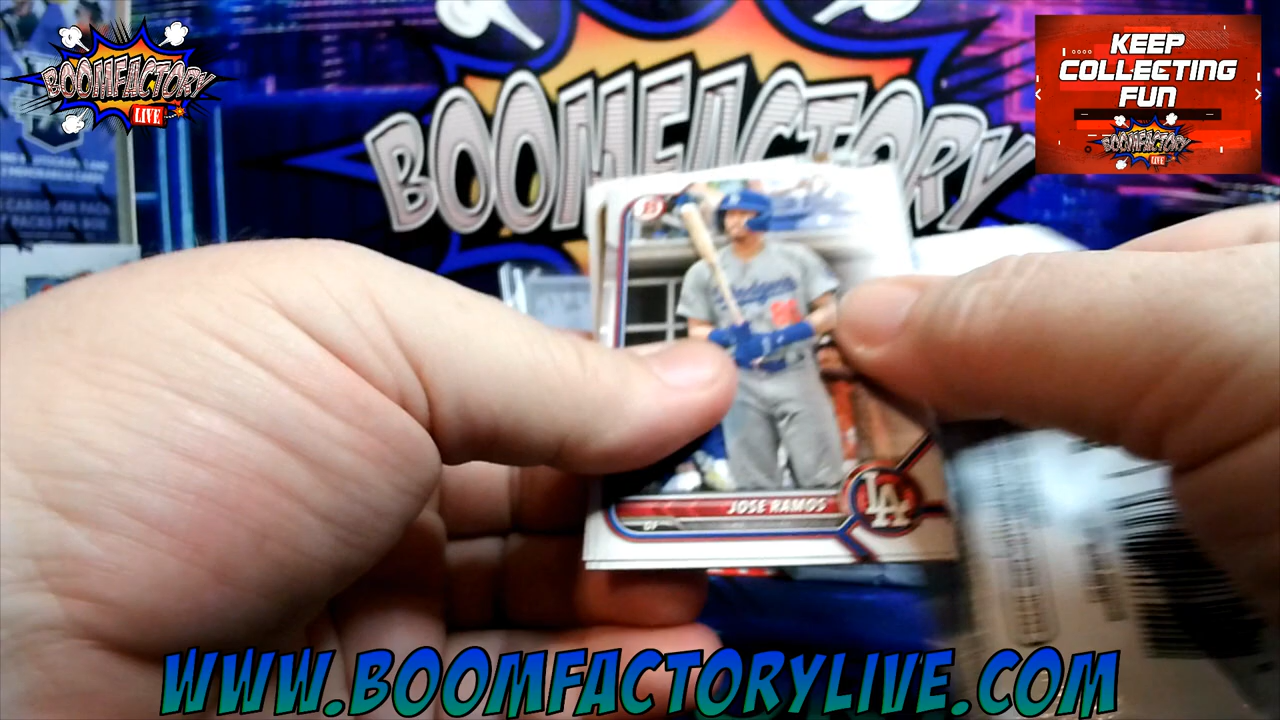 BOOMFACTORY
LIVE
KEEP
COLLECTING
FUN
BOOMFACTORY
LIVE
BOOMFACTORY
B
Dodgers
JOSE RAMOS
OF
LA
WWW.BOOMFACTORYLIVE.COM